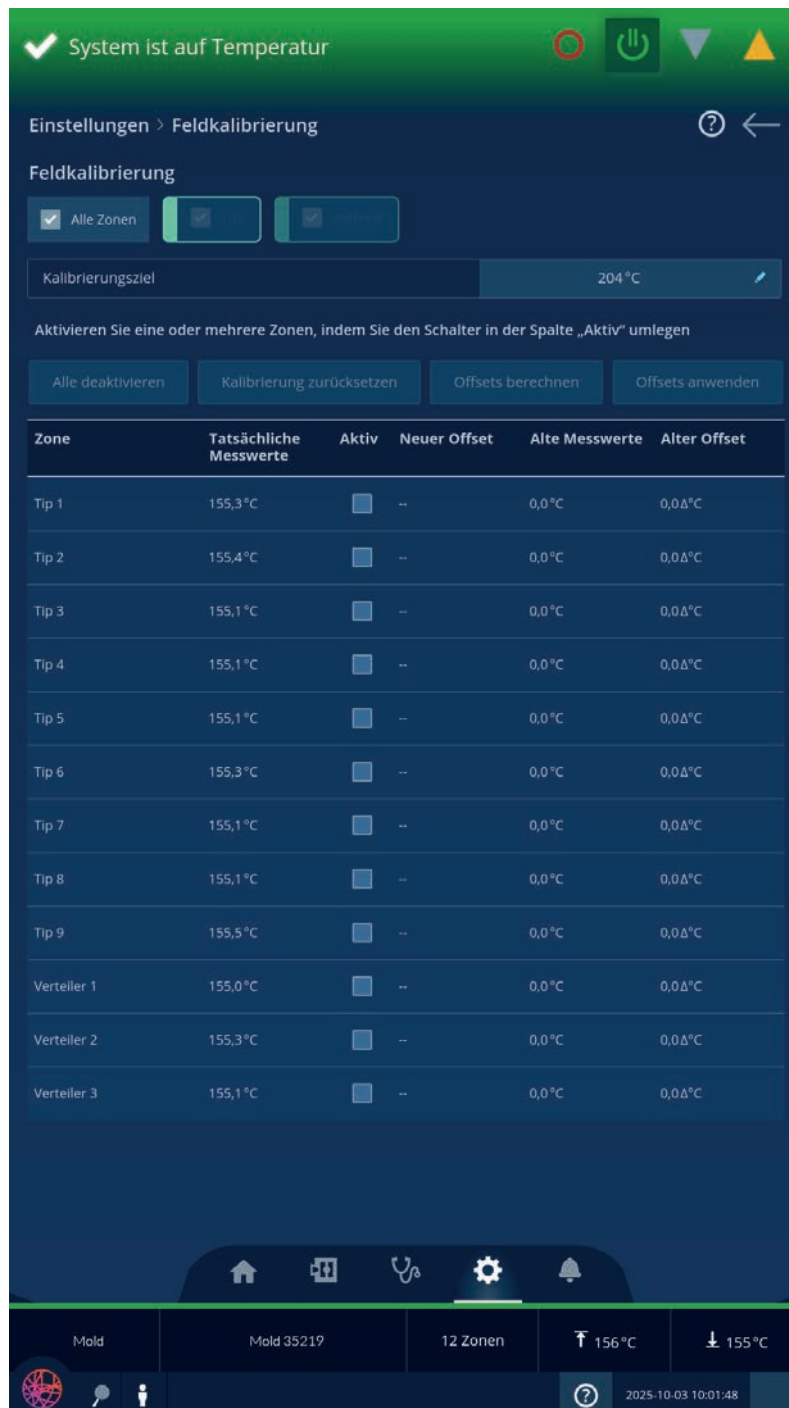 System ist auf Temperatur
Einstellungen > Feldkalibrierung
Feldkalibrierung
Alle Zonen
Kalibrierungsziel 204°C
Aktivieren Sie eine oder mehrere Zonen, indem Sie den Schalter in der Spalte „Aktiv“ umlegen
Alle deaktivieren Kalibrierung zurücksetzen Offsets berechnen Offsets anwenden
Zone Tatsächliche Messwerte Aktiv Neuer Offset Alte Messwerte Alter Offset
Tip 1 155,3°C -- 0,0°C 0,0Δ°C
Tip 2 155,4°C -- 0,0°C 0,0Δ°C
Tip 3 155,1°C -- 0,0°C 0,0Δ°C
Tip 4 155,1°C -- 0,0°C 0,0Δ°C
Tip 5 155,1°C -- 0,0°C 0,0Δ°C
Tip 6 155,3°C -- 0,0°C 0,0Δ°C
Tip 7 155,1°C -- 0,0°C 0,0Δ°C
Tip 8 155,1°C -- 0,0°C 0,0Δ°C
Tip 9 155,5°C -- 0,0°C 0,0Δ°C
Verteiler 1 155,0°C -- 0,0°C 0,0Δ°C
Verteiler 2 155,3°C -- 0,0°C 0,0Δ°C
Verteiler 3 155,1°C -- 0,0°C 0,0Δ°C
Mold Mold 35219 12 Zonen 156°C 155°C
2025-10-03 10:01:48